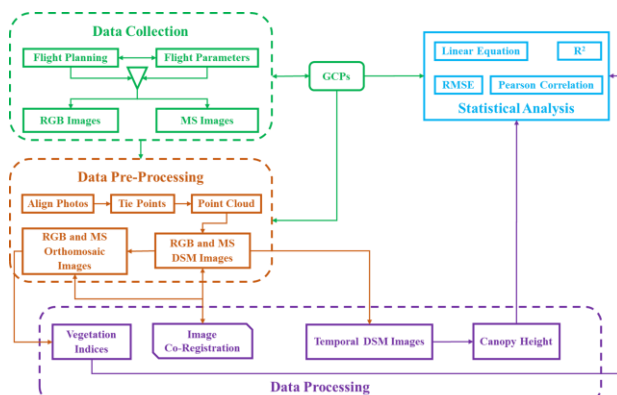 Data Collection
Flight Planning
Flight Parameters
RGB Images
MS Images
GCPs
Linear Equation
R²
RMSE
Pearson Correlation
Statistical Analysis
Data Pre-Processing
Align Photos
Tie Points
Point Cloud
RGB and MS
Orthomosaic
Images
RGB and MS
DSM Images
Vegetation
Indices
Image
Co-Registration
Temporal DSM Images
Canopy Height
Data Processing